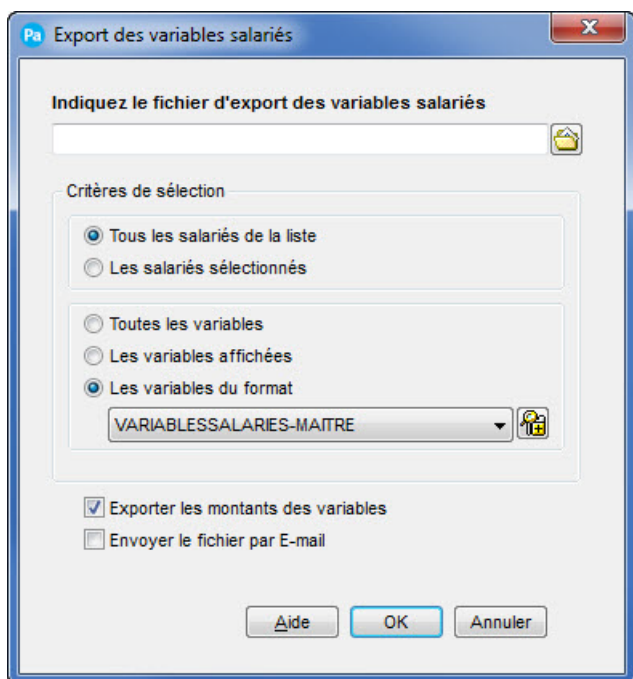 Pa Export des variables salariés
Indiquez le fichier d'export des variables salariés
Critères de sélection
Tous les salariés de la liste
Les salariés sélectionnés
Toutes les variables
Les variables affichées
Les variables du format
VARIABLESSALARIES-MAITRE
Exporter les montants des variables
Envoyer le fichier par E-mail
Aide OK Annuler